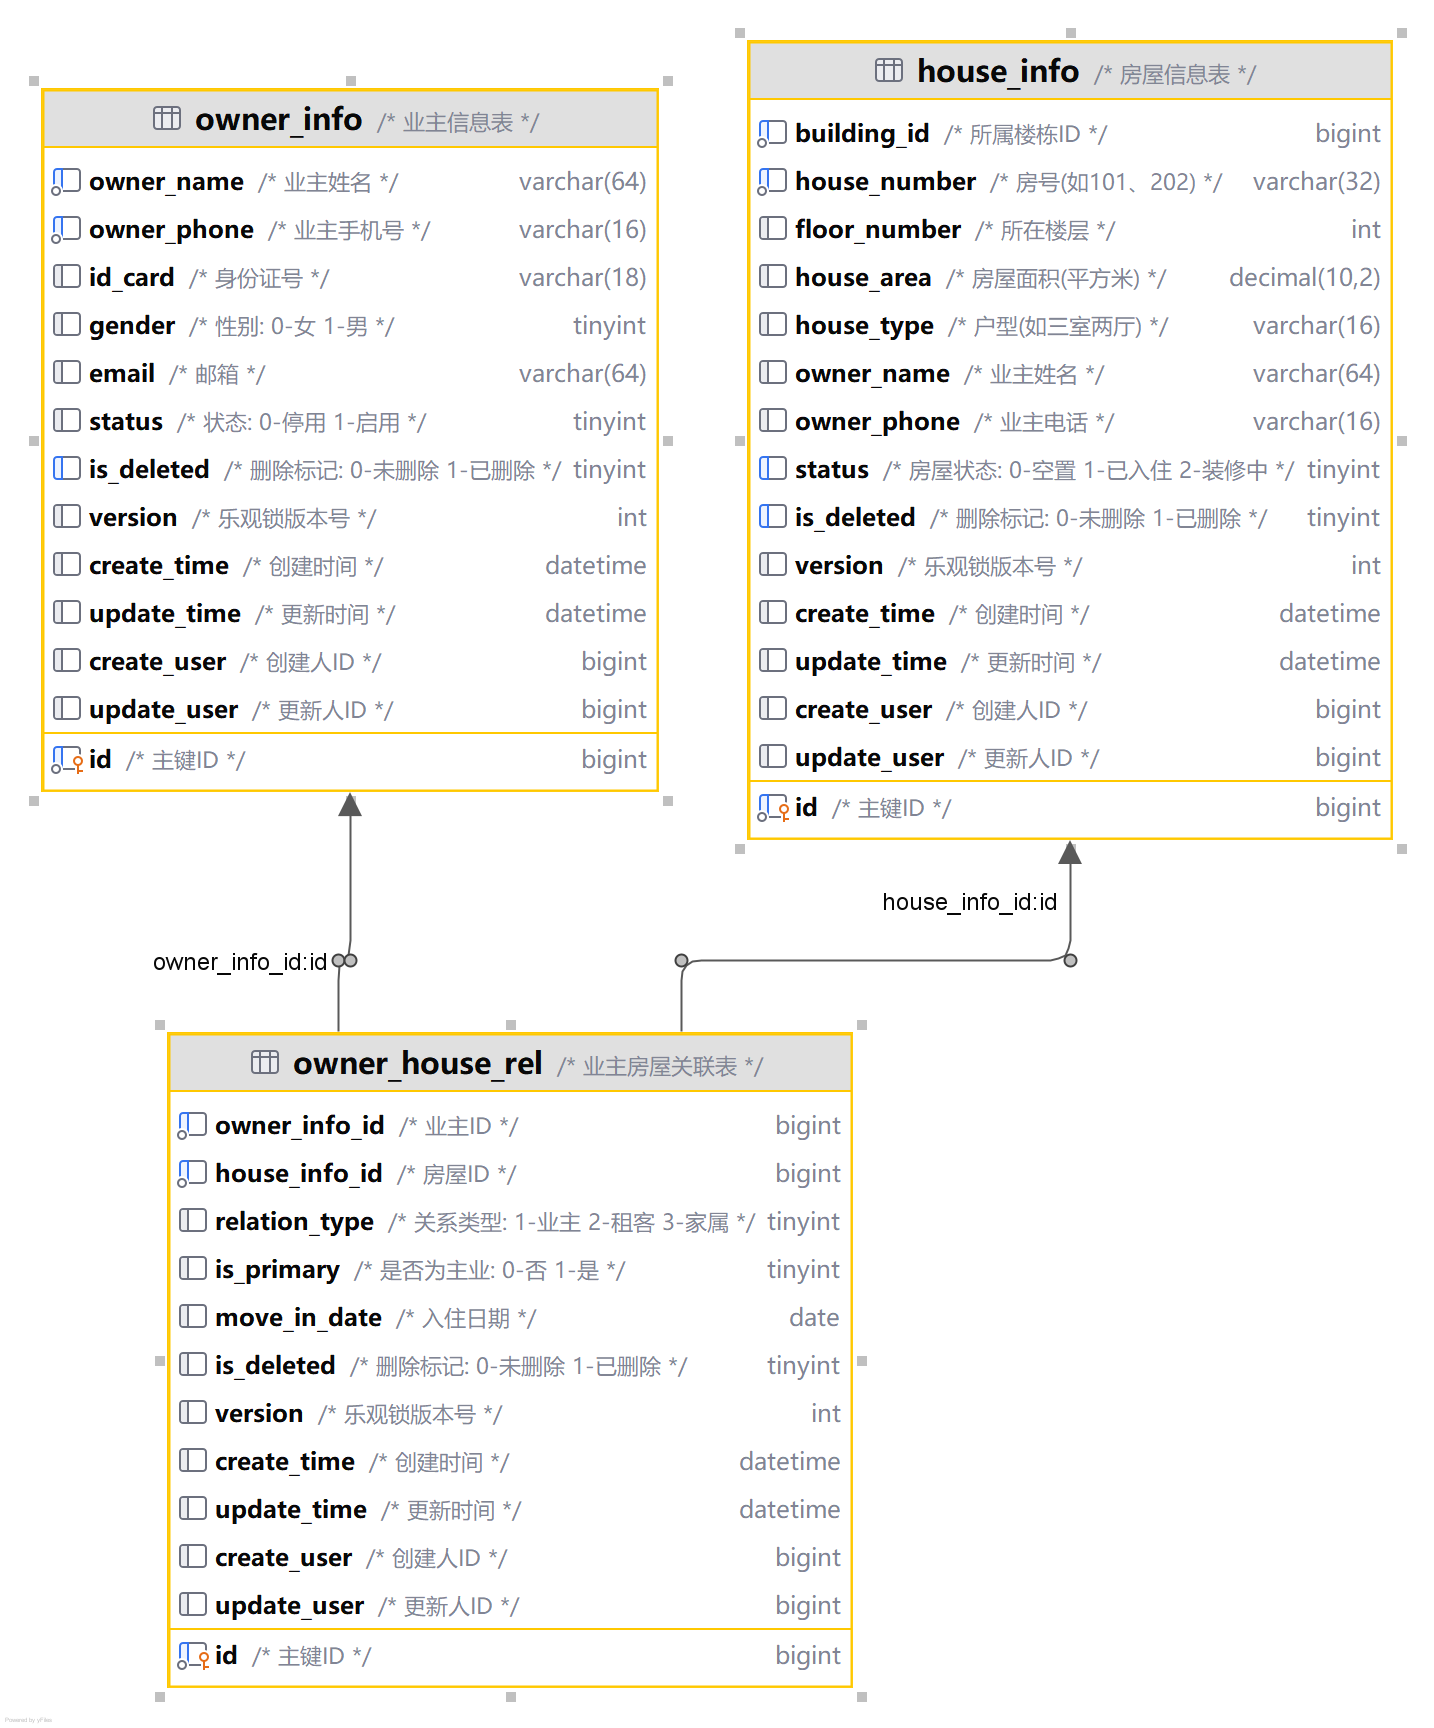 owner_info /* 业主信息表 */
owner_name /* 业主姓名 */ varchar(64)
owner_phone /* 业主手机号 */ varchar(16)
id_card /* 身份证号 */ varchar(18)
gender /* 性别: 0-女 1-男 */ tinyint
email /* 邮箱 */ varchar(64)
status /* 状态: 0-停用 1-启用 */ tinyint
is_deleted /* 删除标记: 0-未删除 1-已删除 */ tinyint
version /* 乐观锁版本号 */ int
create_time /* 创建时间 */ datetime
update_time /* 更新时间 */ datetime
create_user /* 创建人ID */ bigint
update_user /* 更新人ID */ bigint
id /* 主键ID */ bigint
house_info /* 房屋信息表 */
building_id /* 所属楼栋ID */ bigint
house_number /* 房号(如101、202) */ varchar(32)
floor_number /* 所在楼层 */ int
house_area /* 房屋面积(平方米) */ decimal(10,2)
house_type /* 户型(如三室两厅) */ varchar(16)
owner_name /* 业主姓名 */ varchar(64)
owner_phone /* 业主电话 */ varchar(16)
status /* 房屋状态: 0-空置 1-已入住 2-装修中 */ tinyint
is_deleted /* 删除标记: 0-未删除 1-已删除 */ tinyint
version /* 乐观锁版本号 */ int
create_time /* 创建时间 */ datetime
update_time /* 更新时间 */ datetime
create_user /* 创建人ID */ bigint
update_user /* 更新人ID */ bigint
id /* 主键ID */ bigint
house_info_id:id
owner_info_id:id
owner_house_rel /* 业主房屋关联表 */
owner_info_id /* 业主ID */ bigint
house_info_id /* 房屋ID */ bigint
relation_type /* 关系类型: 1-业主 2-租客 3-家属 */ tinyint
is_primary /* 是否为主业: 0-否 1-是 */ tinyint
move_in_date /* 入住日期 */ date
is_deleted /* 删除标记: 0-未删除 1-已删除 */ tinyint
version /* 乐观锁版本号 */ int
create_time /* 创建时间 */ datetime
update_time /* 更新时间 */ datetime
create_user /* 创建人ID */ bigint
update_user /* 更新人ID */ bigint
id /* 主键ID */ bigint
Powered by yFiles